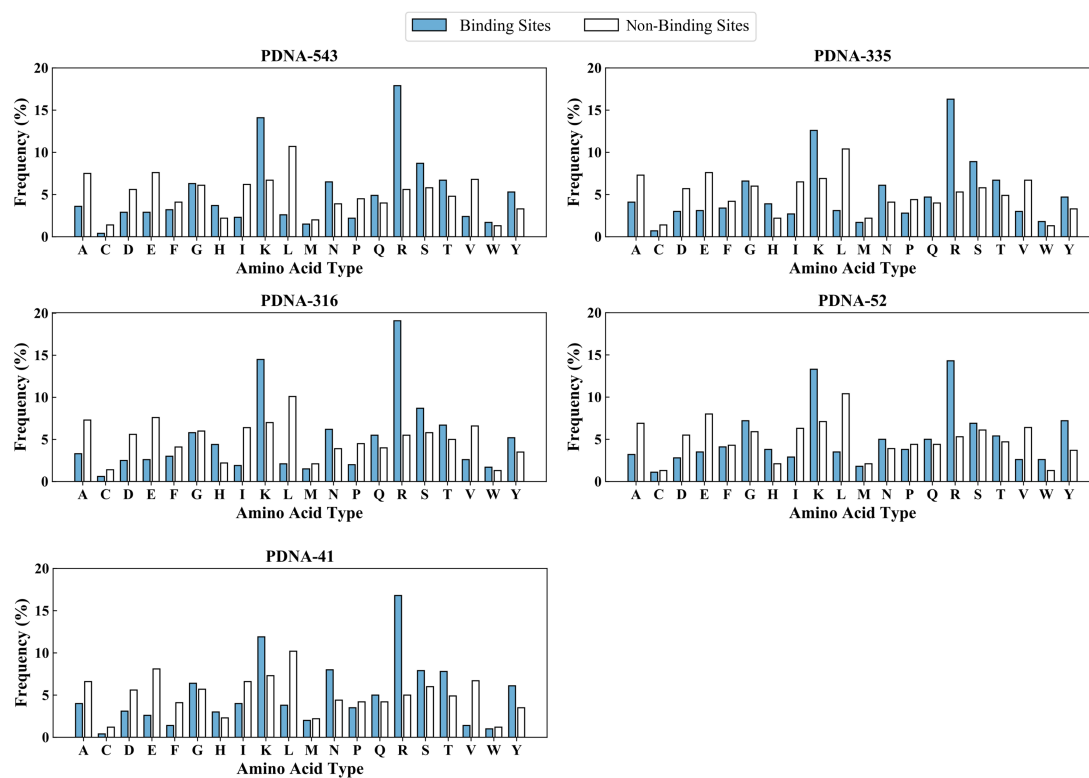 Binding Sites Non-Binding Sites
PDNA-543
Frequency (%)
20
15
10
5
0
A C D E F G H I K L M N P Q R S T V W Y
Amino Acid Type
PDNA-335
Frequency (%)
20
15
10
5
0
A C D E F G H I K L M N P Q R S T V W Y
Amino Acid Type
PDNA-316
Frequency (%)
20
15
10
5
0
A C D E F G H I K L M N P Q R S T V W Y
Amino Acid Type
PDNA-52
Frequency (%)
20
15
10
5
0
A C D E F G H I K L M N P Q R S T V W Y
Amino Acid Type
PDNA-41
Frequency (%)
20
15
10
5
0
A C D E F G H I K L M N P Q R S T V W Y
Amino Acid Type